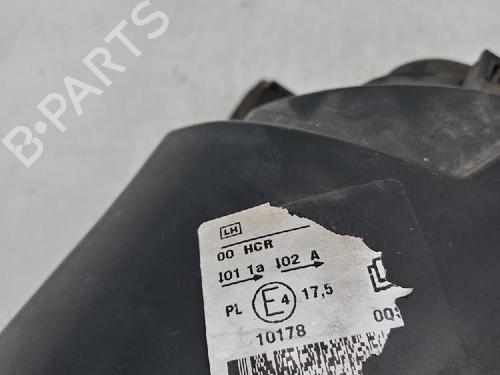 B-PARTS
LH
00 HCR
I01 1a I02 A
PL E4 17,5
10178